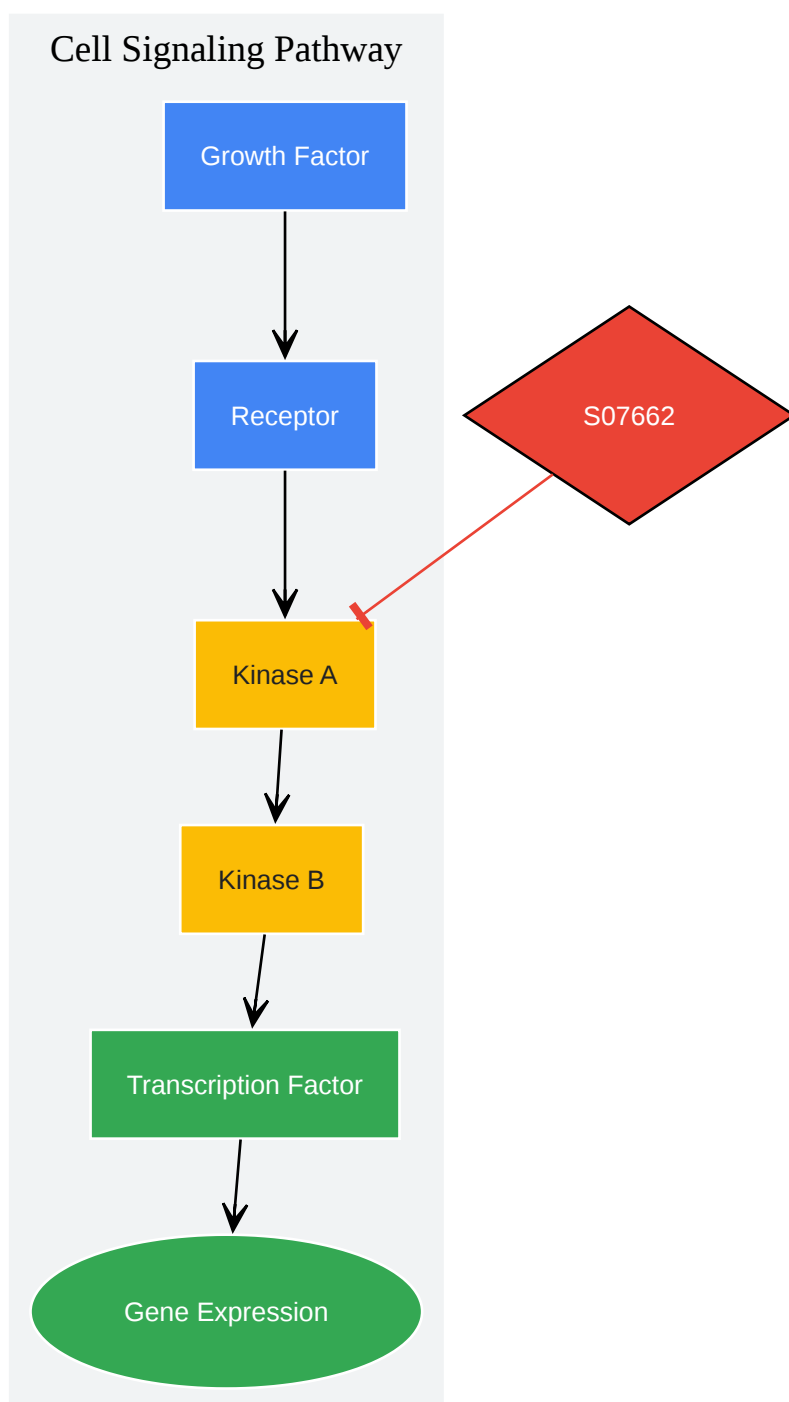 Cell Signaling Pathway
Growth Factor
Receptor
S07662
Kinase A
Kinase B
Transcription Factor
Gene Expression